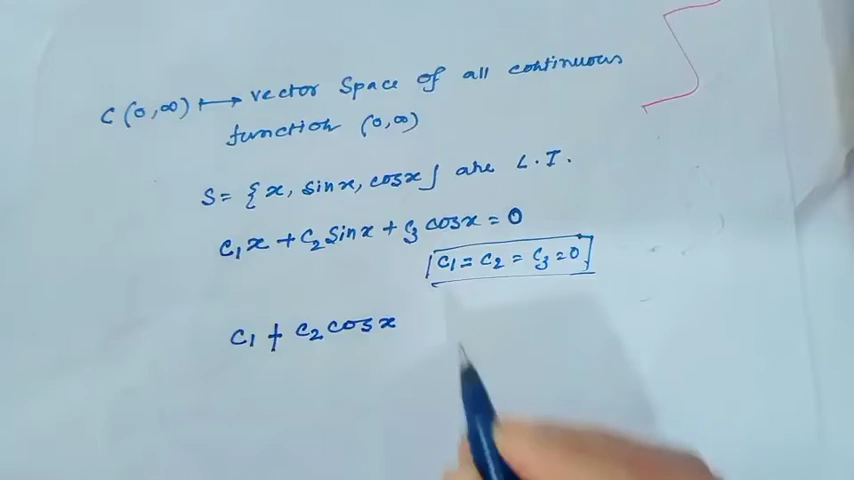 C(0,∞) ↦ vector space of all continuous
function (0,∞)
S = {x, sinx, cosx} are L.I.
c₁x + c₂sinx + c₃cosx = 0
c₁ = c₂ = c₃ = 0
c₁ + c₂cosx